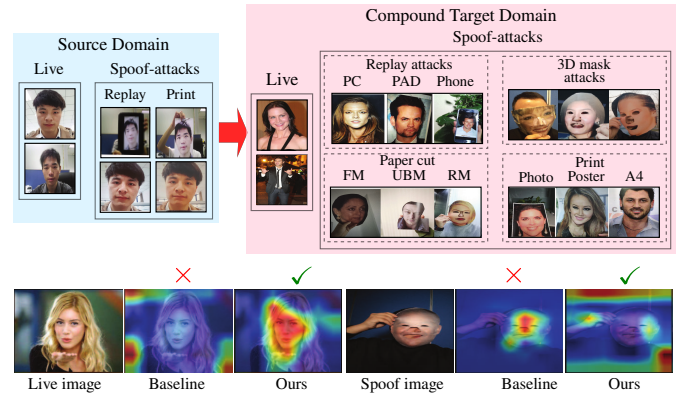 Source Domain
Live
Spoof-attacks
Replay Print
Compound Target Domain
Spoof-attacks
Live
Replay attacks
PC PAD Phone
3D mask
attacks
Paper cut
FM UBM RM
Print
Photo Poster A4
Live image Baseline Ours Spoof image Baseline Ours